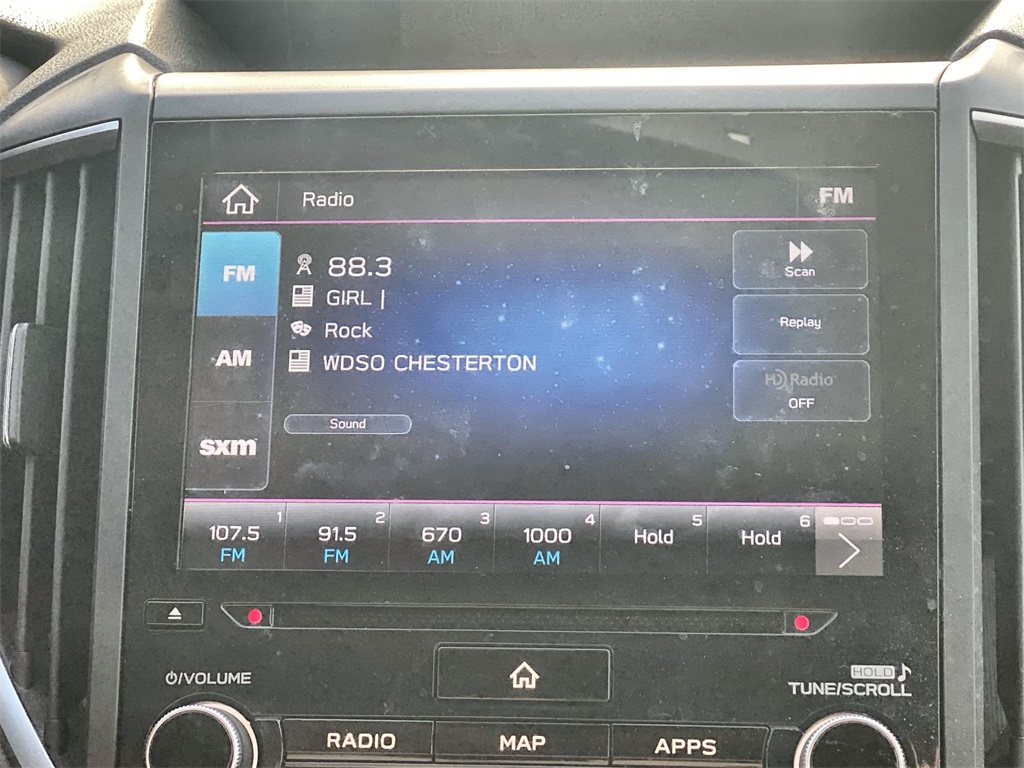 Radio FM
FM
AM
sxm
88.3
GIRL |
Rock
WDSO CHESTERTON
Sound
Scan
Replay
HD Radio
OFF
1 2 3 4 5 6
107.5 91.5 670 1000 Hold Hold
FM FM AM AM
/VOLUME
HOLD
TUNE/SCROLL
RADIO MAP APPS